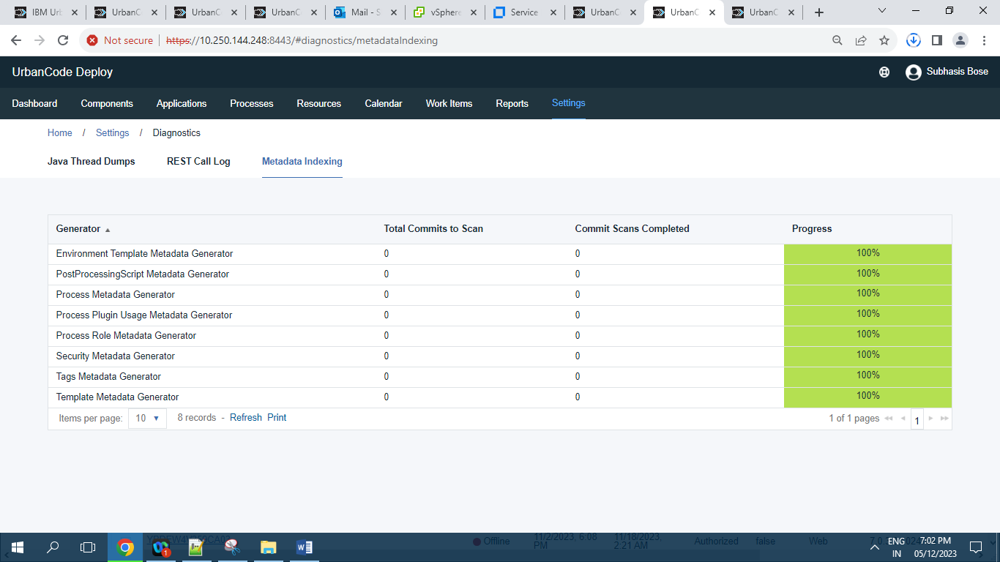 IBM Urb UrbanC UrbanC UrbanC Mail - S vSphere Service UrbanC UrbanC UrbanC
Not secure https://10.250.144.248:8443/#diagnostics/metadataIndexing
UrbanCode Deploy Subhasis Bose
Dashboard Components Applications Processes Resources Calendar Work Items Reports Settings
Home / Settings / Diagnostics
Java Thread Dumps REST Call Log Metadata Indexing
Generator Total Commits to Scan Commit Scans Completed Progress
Environment Template Metadata Generator 0 0 100%
PostProcessingScript Metadata Generator 0 0 100%
Process Metadata Generator 0 0 100%
Process Plugin Usage Metadata Generator 0 0 100%
Process Role Metadata Generator 0 0 100%
Security Metadata Generator 0 0 100%
Tags Metadata Generator 0 0 100%
Template Metadata Generator 0 0 100%
Items per page: 10 8 records - Refresh Print 1 of 1 pages 1
11/2/2023, 6:08 11/18/2023, ENG 7:02 PM
Offline PM 2:21 AM Authorized false Web IN 05/12/2023
1